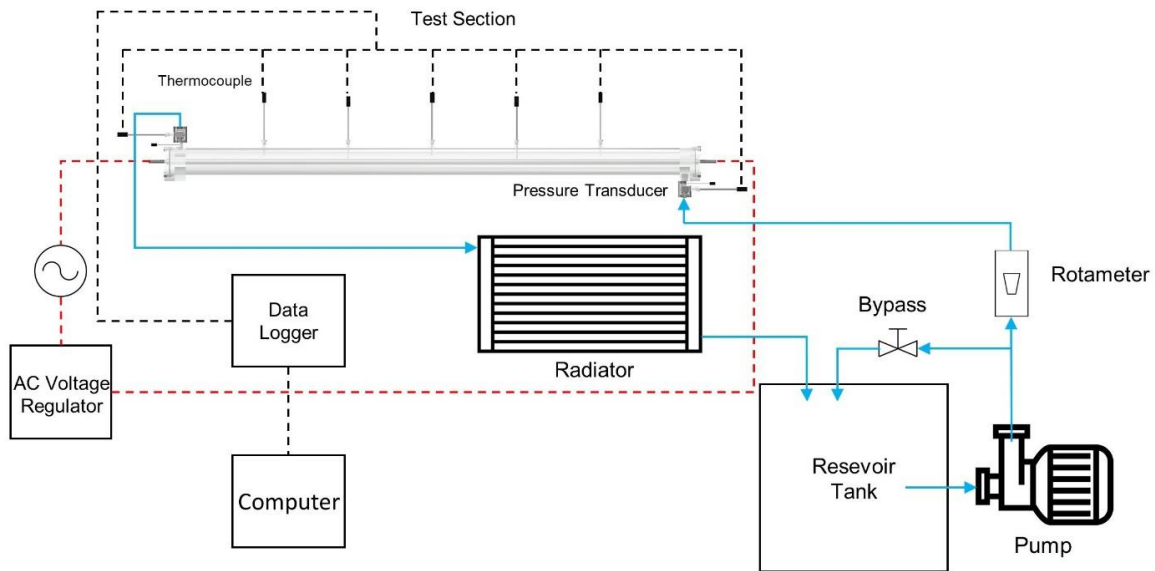 Test Section
Thermocouple
Pressure Transducer
Rotameter
Bypass
Data
Logger
Radiator
AC Voltage
Regulator
Resevoir
Tank
Computer
Pump